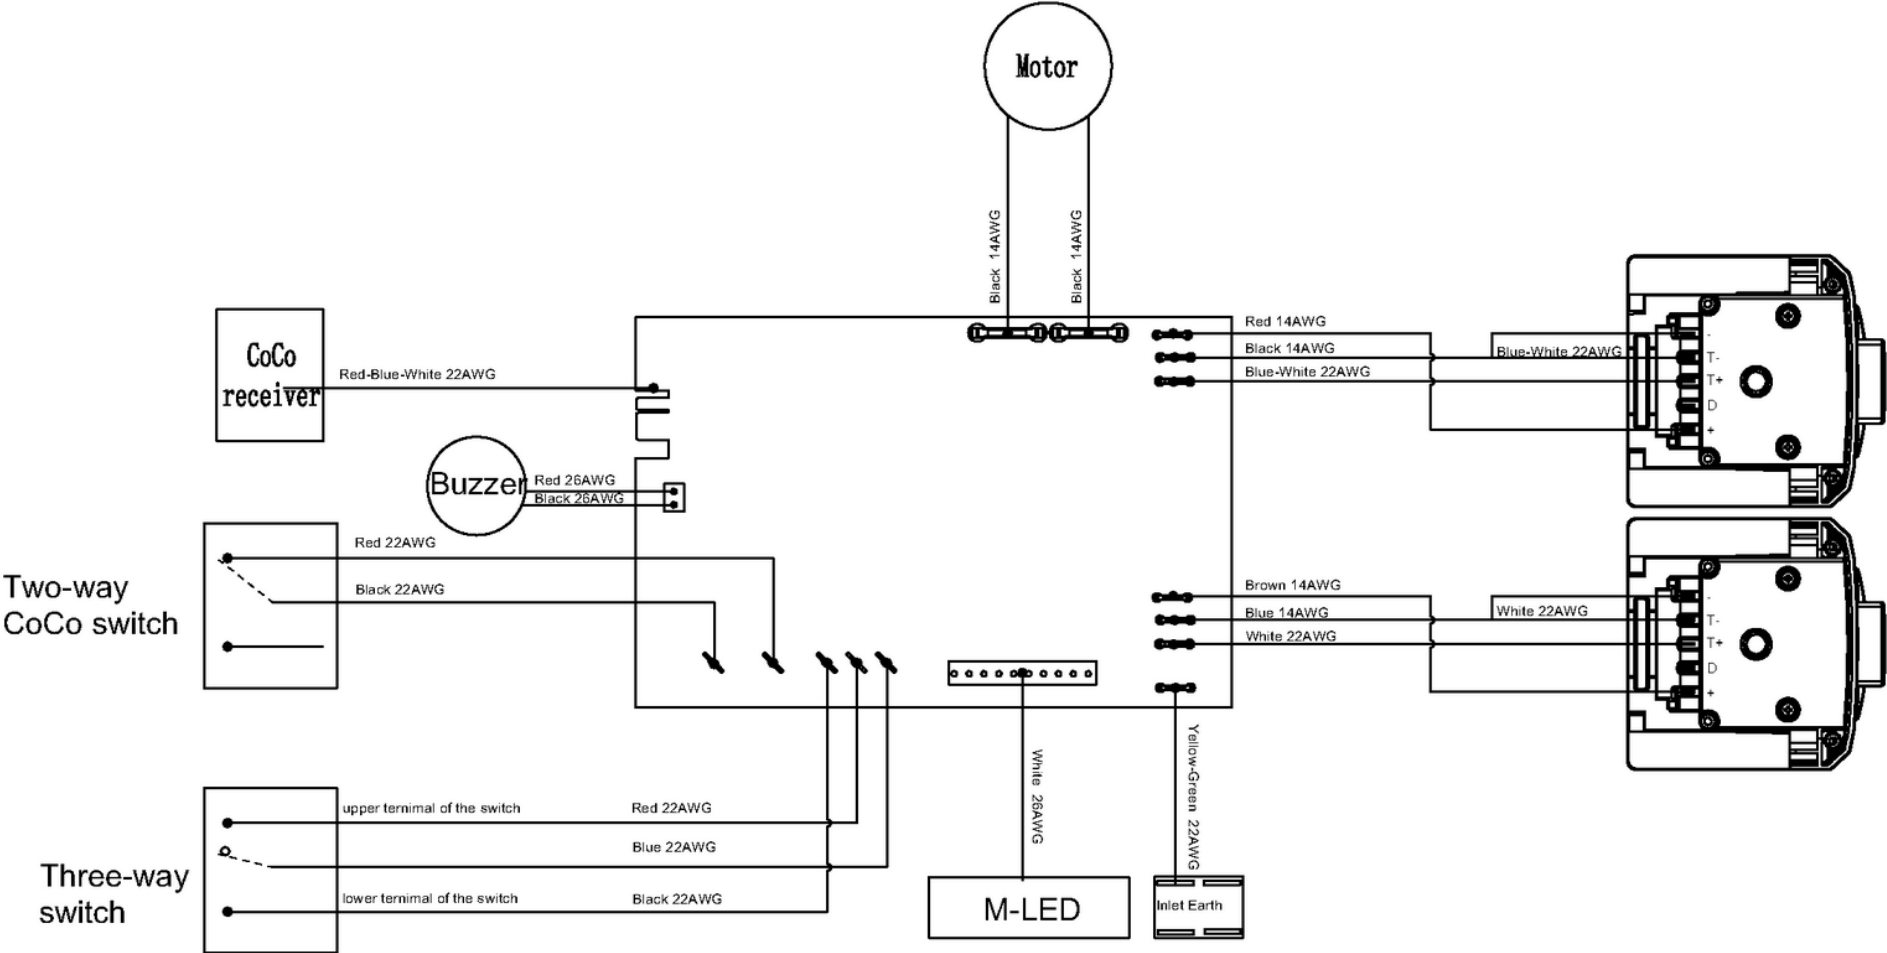 Motor
Black 14AWG
Black 14AWG
CoCo
receiver
Red-Blue-White 22AWG
Buzzer
Red 26AWG
Black 26AWG
Two-way
CoCo switch
Red 22AWG
Black 22AWG
Three-way
switch
upper ternimal of the switch
Red 22AWG
Blue 22AWG
lower ternimal of the switch
Black 22AWG
White 26AWG
M-LED
Yellow-Green 22AWG
Inlet Earth
Red 14AWG
Black 14AWG
Blue-White 22AWG
Blue-White 22AWG
-
T-
T+
D
+
Brown 14AWG
Blue 14AWG
White 22AWG
White 22AWG
-
T-
T+
D
+